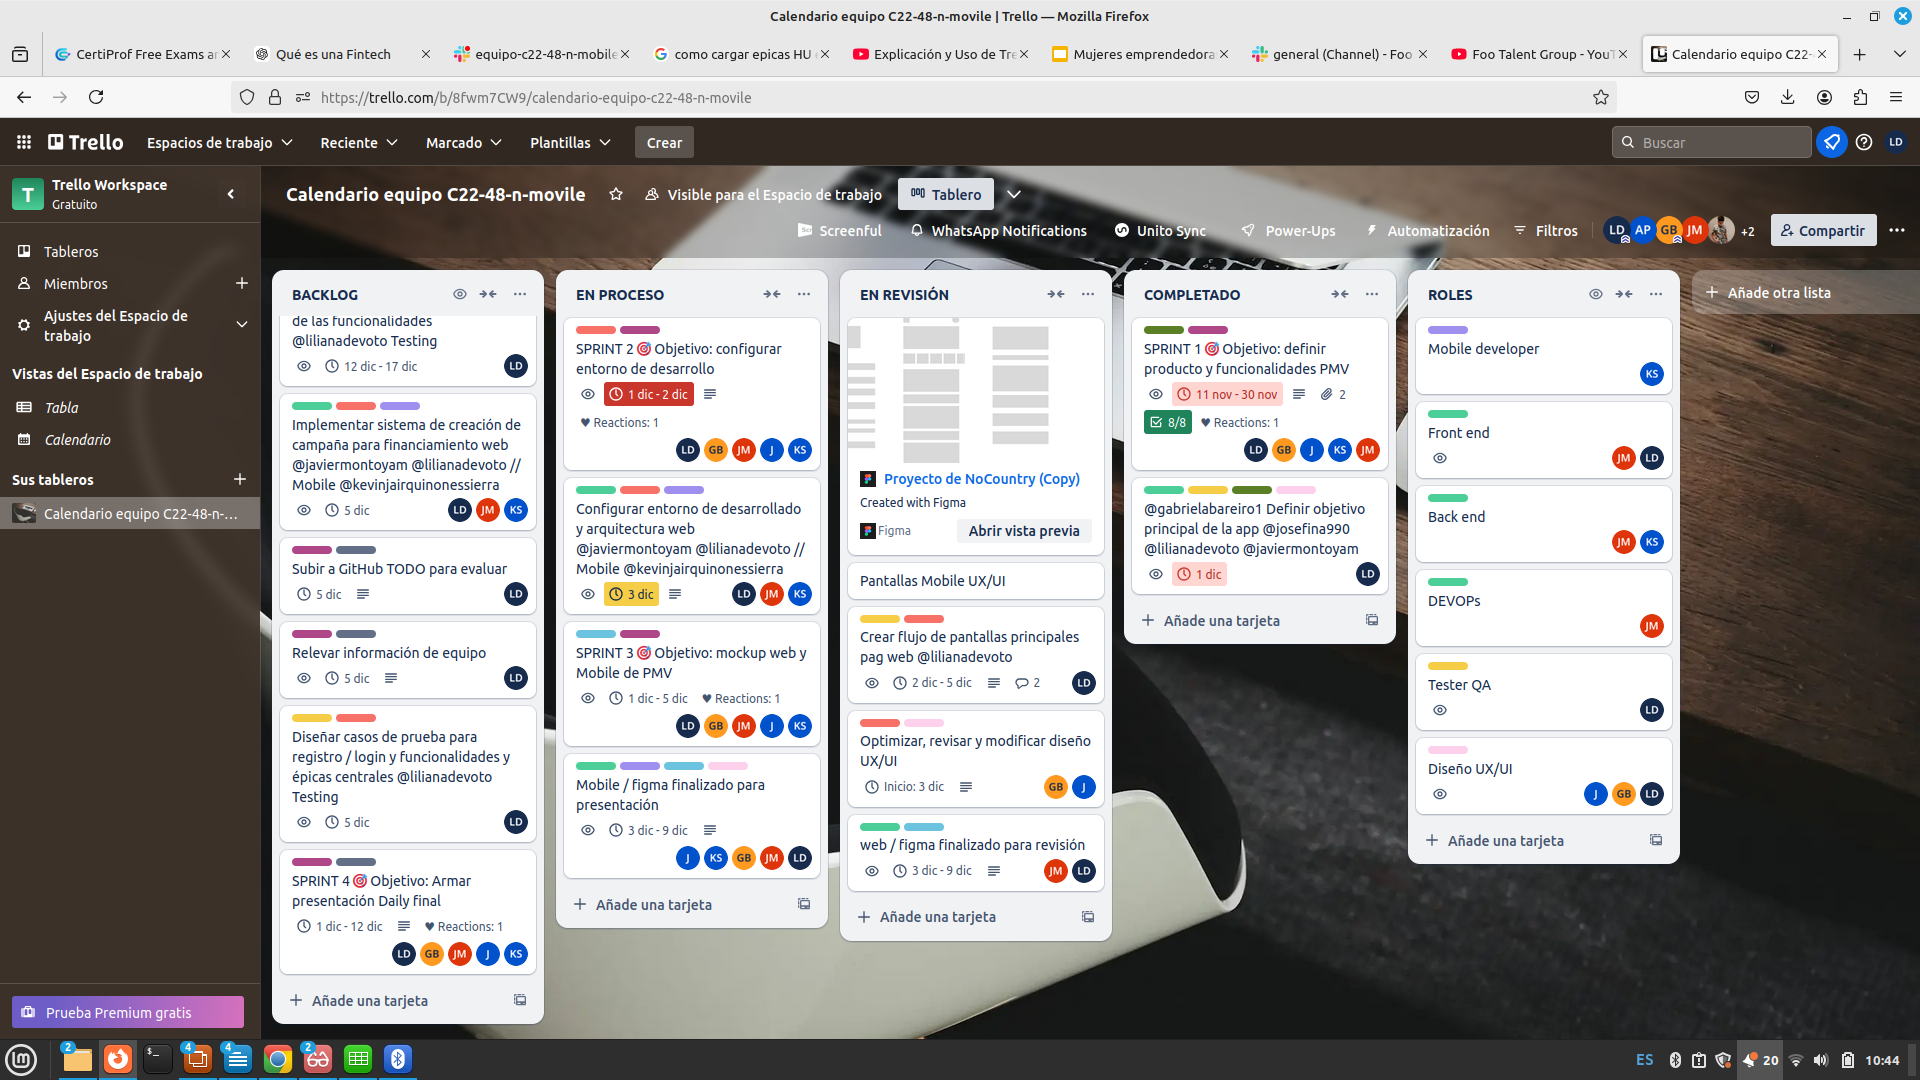 Calendario equipo C22-48-n-movile | Trello — Mozilla Firefox
CertiProf Free Exams ar
Qué es una Fintech
equipo-c22-48-n-mobile
como cargar epicas HU
Explicación y Uso de Tre
Mujeres emprendedora
general (Channel) - Foo
Foo Talent Group - YouT
Calendario equipo C22-
https://trello.com/b/8fwm7CW9/calendario-equipo-c22-48-n-movile
Trello
Espacios de trabajo
Reciente
Marcado
Plantillas
Crear
Buscar
LD
T
Trello Workspace
Gratuito
Tableros
Miembros
Ajustes del Espacio de
trabajo
Vistas del Espacio de trabajo
Tabla
Calendario
Sus tableros
Calendario equipo C22-48-n-...
Prueba Premium gratis
Calendario equipo C22-48-n-movile
Visible para el Espacio de trabajo
Tablero
Screenful
WhatsApp Notifications
Unito Sync
Power-Ups
Automatización
Filtros
LD AP GB JM +2
Compartir
BACKLOG
de las funcionalidades
@lilianadevoto Testing
12 dic - 17 dic
LD
Implementar sistema de creación de
campaña para financiamiento web
@javiermontoyam @lilianadevoto //
Mobile @kevinjairquinonessierra
5 dic
LD JM KS
Subir a GitHub TODO para evaluar
5 dic
LD
Relevar información de equipo
5 dic
LD
Diseñar casos de prueba para
registro / login y funcionalidades y
épicas centrales @lilianadevoto
Testing
5 dic
LD
SPRINT 4🎯 Objetivo: Armar
presentación Daily final
1 dic - 12 dic
♥ Reactions: 1
LD GB JM J KS
Añade una tarjeta
EN PROCESO
SPRINT 2🎯 Objetivo: configurar
entorno de desarrollo
1 dic - 2 dic
♥ Reactions: 1
LD GB JM J KS
Configurar entorno de desarrollado
y arquitectura web
@javiermontoyam @lilianadevoto //
Mobile @kevinjairquinonessierra
3 dic
LD JM KS
SPRINT 3🎯 Objetivo: mockup web y
Mobile de PMV
1 dic - 5 dic
♥ Reactions: 1
LD GB JM J KS
Mobile / figma finalizado para
presentación
3 dic - 9 dic
J KS GB JM LD
Añade una tarjeta
EN REVISIÓN
Proyecto de NoCountry (Copy)
Created with Figma
Figma
Abrir vista previa
Pantallas Mobile UX/UI
Crear flujo de pantallas principales
pag web @lilianadevoto
2 dic - 5 dic
2
LD
Optimizar, revisar y modificar diseño
UX/UI
Inicio: 3 dic
GB J
web / figma finalizado para revisión
3 dic - 9 dic
JM LD
Añade una tarjeta
COMPLETADO
SPRINT 1🎯 Objetivo: definir
producto y funcionalidades PMV
11 nov - 30 nov
2
8/8
♥ Reactions: 1
LD GB J KS JM
@gabrielabareiro1 Definir objetivo
principal de la app @josefina990
@lilianadevoto @javiermontoyam
1 dic
LD
Añade una tarjeta
ROLES
Mobile developer
KS
Front end
JM LD
Back end
JM KS
DEVOPs
JM
Tester QA
LD
Diseño UX/UI
J GB LD
Añade una tarjeta
Añade otra lista
2
4
4
2
ES
20
10:44